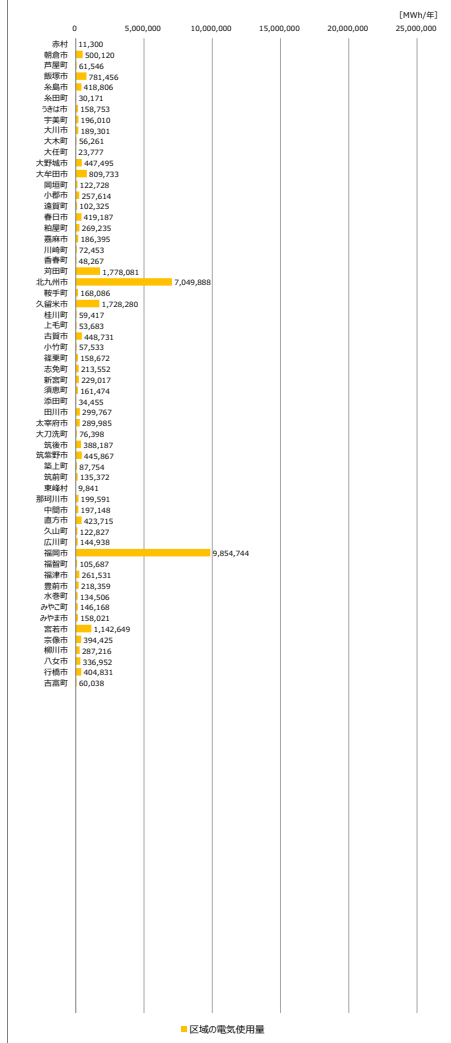 [MWh/年]
0 5,000,000 10,000,000 15,000,000 20,000,000 25,000,000
赤村 11,300
朝倉市 500,120
芦屋町 61,546
飯塚市 781,456
糸島市 418,806
糸田町 30,171
うきは市 158,753
宇美町 196,010
大川市 189,301
大木町 56,261
大任町 23,777
大野城市 447,495
大牟田市 809,733
岡垣町 122,728
小郡市 257,614
遠賀町 102,325
春日市 419,187
粕屋町 269,235
嘉麻市 186,395
川崎町 72,453
香春町 48,267
苅田町 1,778,081
北九州市 7,049,888
鞍手町 168,086
久留米市 1,728,280
桂川町 59,417
上毛町 53,683
古賀市 448,731
小竹町 57,533
篠栗町 158,672
志免町 213,552
新宮町 229,017
須恵町 161,474
添田町 34,455
田川市 299,767
太宰府市 289,985
大刀洗町 76,398
筑後市 388,187
筑紫野市 445,867
築上町 87,754
筑前町 135,372
東峰村 9,841
那珂川市 199,591
中間市 197,148
直方市 423,715
久山町 122,827
広川町 144,938
福岡市 9,854,744
福智町 105,687
福津市 261,531
豊前市 218,359
水巻町 134,506
みやこ町 146,168
みやま市 158,021
宮若市 1,142,649
宗像市 394,425
柳川市 287,216
八女市 336,952
行橋市 404,831
吉富町 60,038
区域の電気使用量